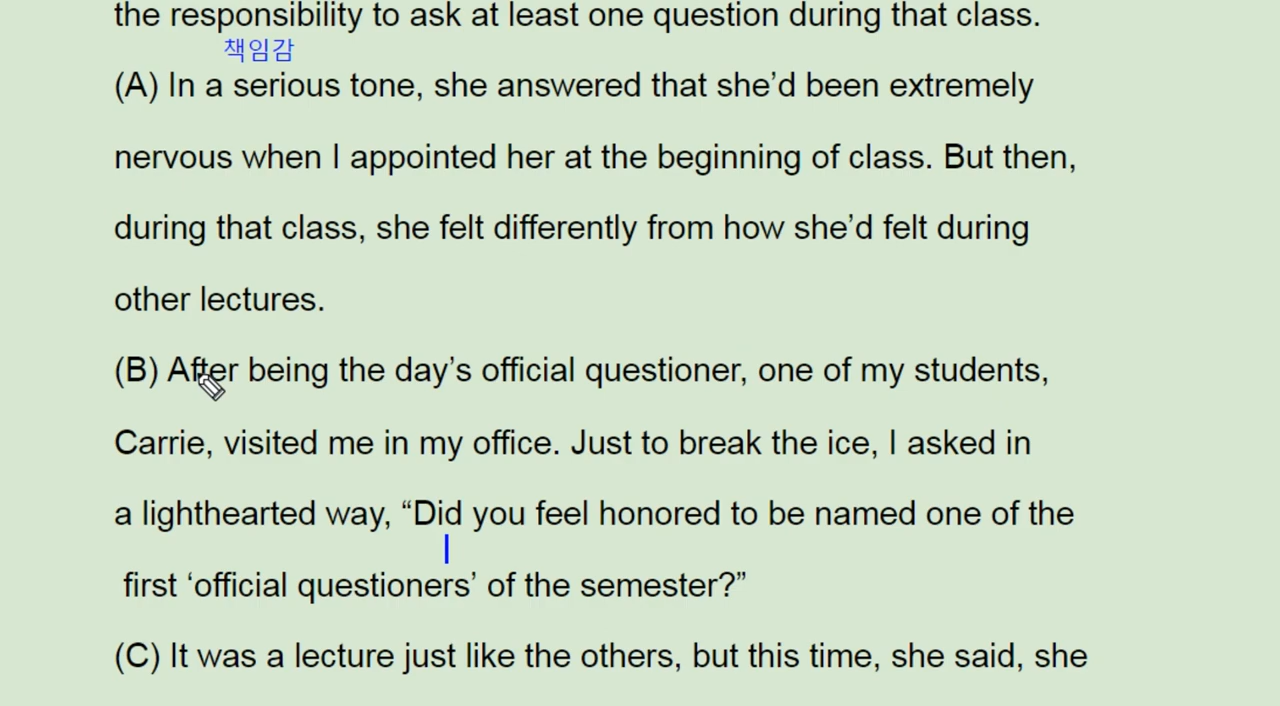 the responsibility to ask at least one question during that class.
책임감
(A) In a serious tone, she answered that she’d been extremely
nervous when I appointed her at the beginning of class. But then,
during that class, she felt differently from how she’d felt during
other lectures.
(B) After being the day’s official questioner, one of my students,
Carrie, visited me in my office. Just to break the ice, I asked in
a lighthearted way, “Did you feel honored to be named one of the
first ‘official questioners’ of the semester?”
(C) It was a lecture just like the others, but this time, she said, she